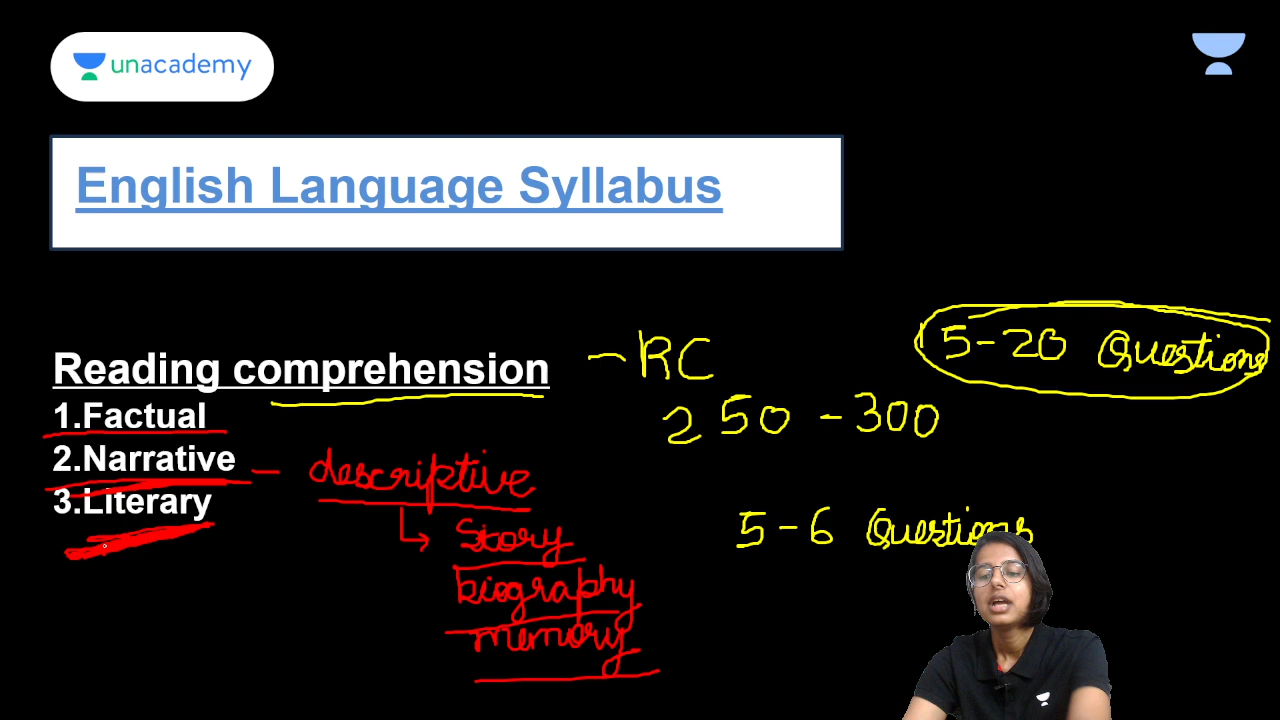 unacademy
English Language Syllabus
Reading comprehension
- RC
5-20 Questions
1.Factual
250 - 300
2.Narrative
- descriptive
3.Literary
5-6 Questions
story
biography
memory